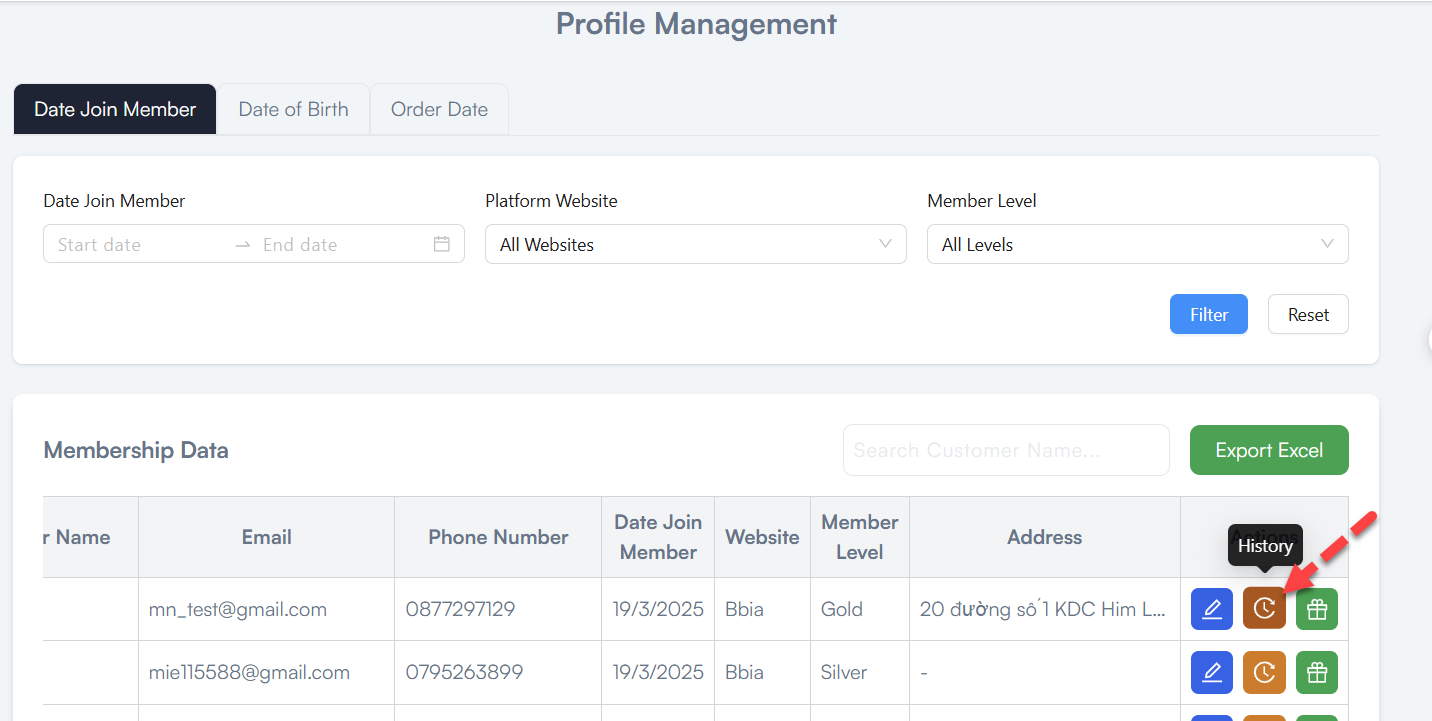 Profile Management
Date Join Member
Date of Birth
Order Date
Date Join Member
Platform Website
Member Level
Start date
End date
All Websites
All Levels
Filter
Reset
Membership Data
Search Customer Name...
Export Excel
r Name
Email
Phone Number
Date Join
Member
Website
Member
Level
Address
Actions
History
mn_test@gmail.com
0877297129
19/3/2025
Bbia
Gold
20 đường số 1 KDC Him L...
mie115588@gmail.com
0795263899
19/3/2025
Bbia
Silver
-